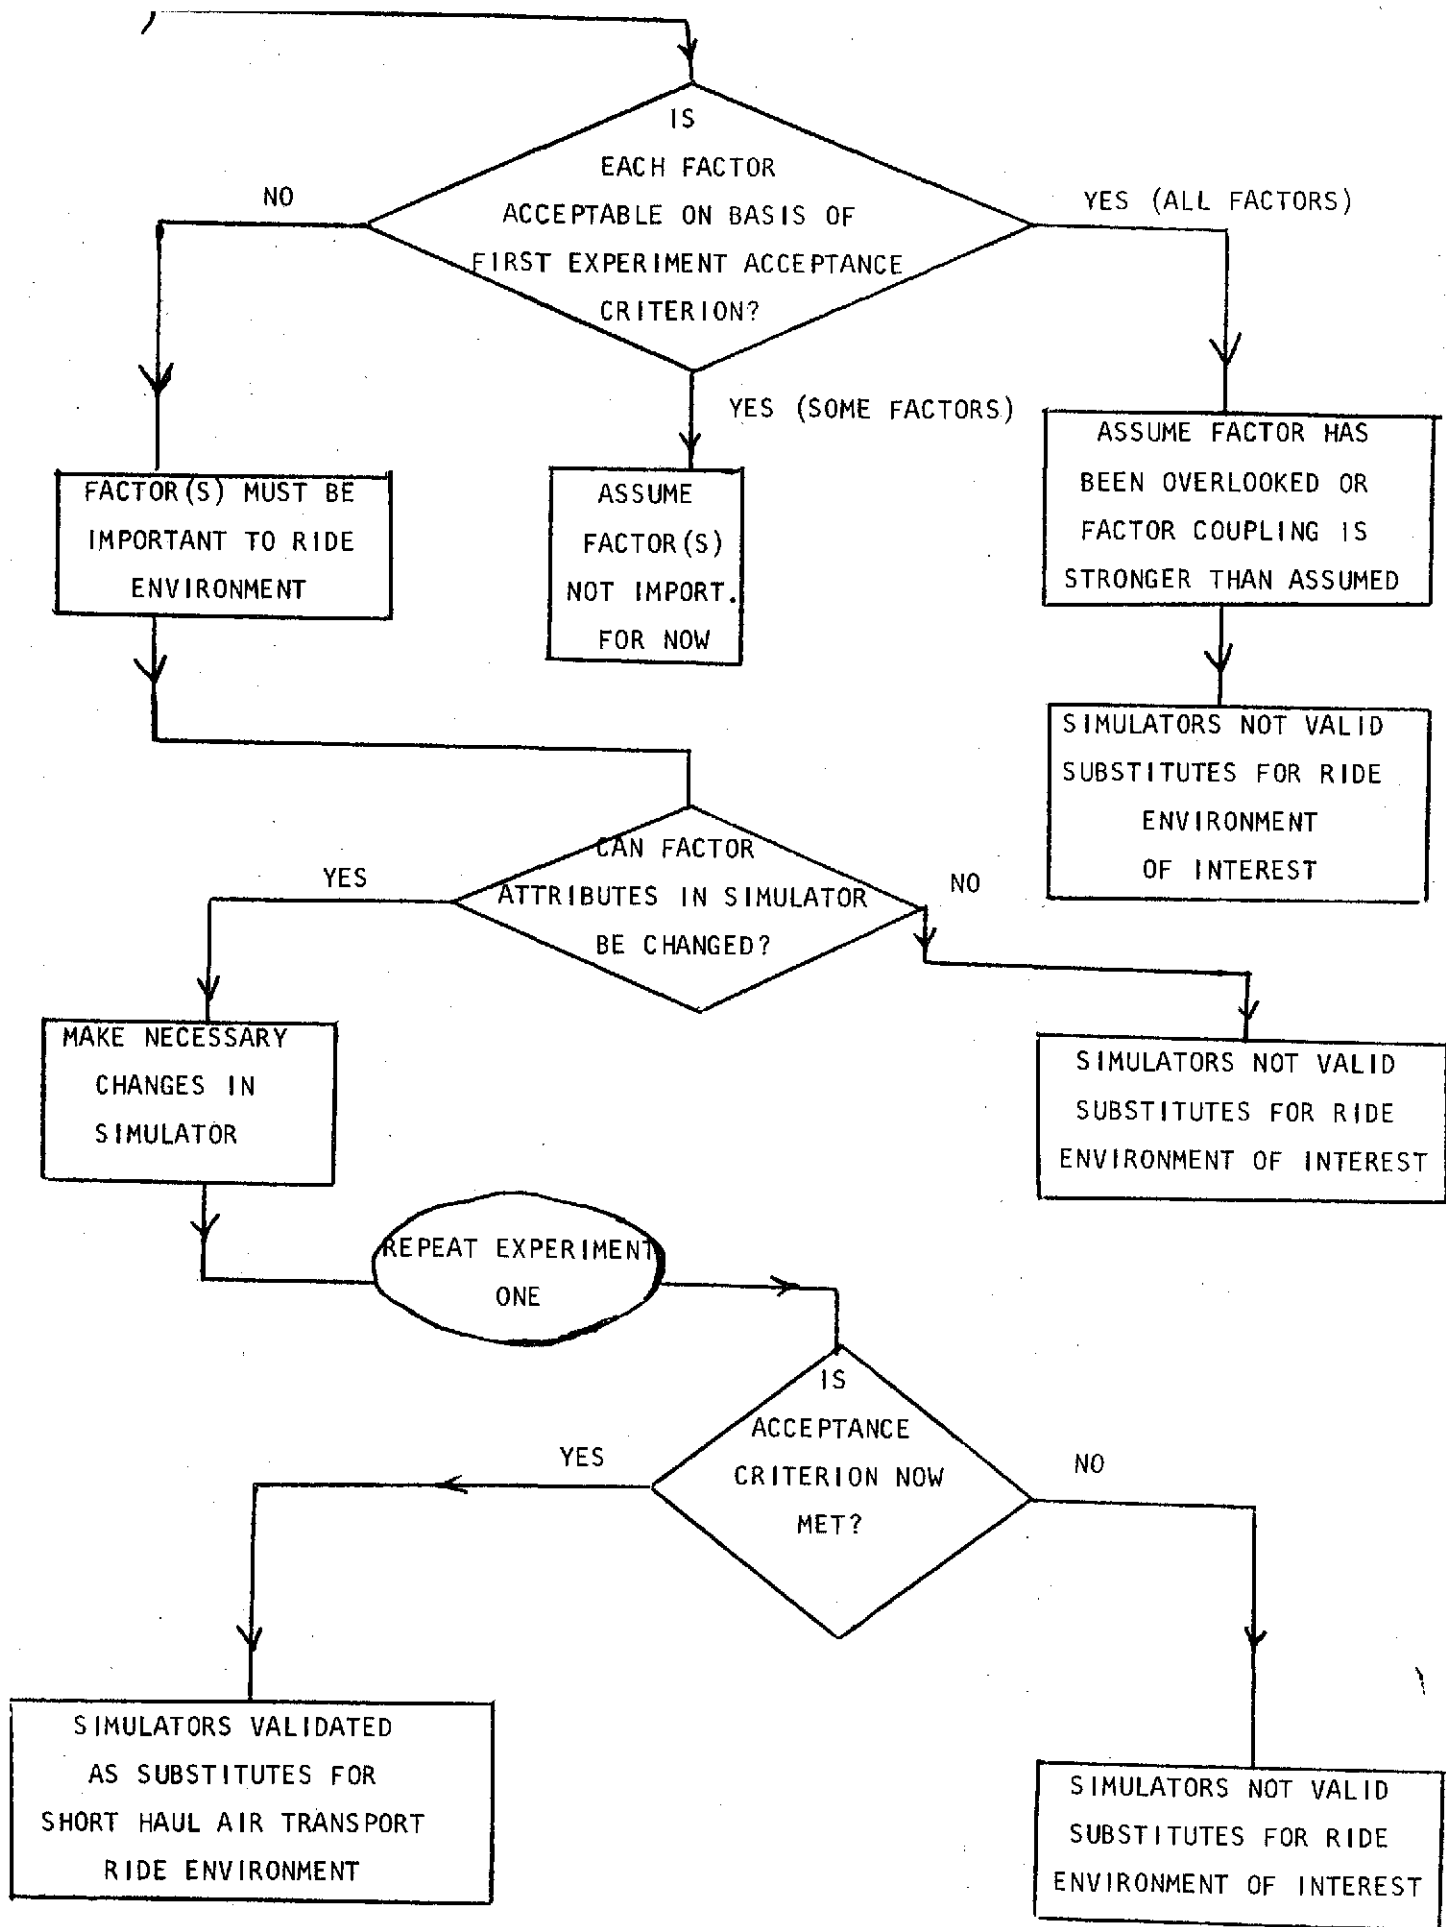 IS
EACH FACTOR
ACCEPTABLE ON BASIS OF
FIRST EXPERIMENT ACCEPTANCE
CRITERION?
NO
YES (ALL FACTORS)
YES (SOME FACTORS)
FACTOR(S) MUST BE
IMPORTANT TO RIDE
ENVIRONMENT
ASSUME
FACTOR(S)
NOT IMPORT.
FOR NOW
ASSUME FACTOR HAS
BEEN OVERLOOKED OR
FACTOR COUPLING IS
STRONGER THAN ASSUMED
SIMULATORS NOT VALID
SUBSTITUTES FOR RIDE
ENVIRONMENT
OF INTEREST
CAN FACTOR
ATTRIBUTES IN SIMULATOR
BE CHANGED?
YES
NO
MAKE NECESSARY
CHANGES IN
SIMULATOR
SIMULATORS NOT VALID
SUBSTITUTES FOR RIDE
ENVIRONMENT OF INTEREST
REPEAT EXPERIMENT
ONE
IS
ACCEPTANCE
CRITERION NOW
MET?
YES
NO
SIMULATORS VALIDATED
AS SUBSTITUTES FOR
SHORT HAUL AIR TRANSPORT
RIDE ENVIRONMENT
SIMULATORS NOT VALID
SUBSTITUTES FOR RIDE
ENVIRONMENT OF INTEREST